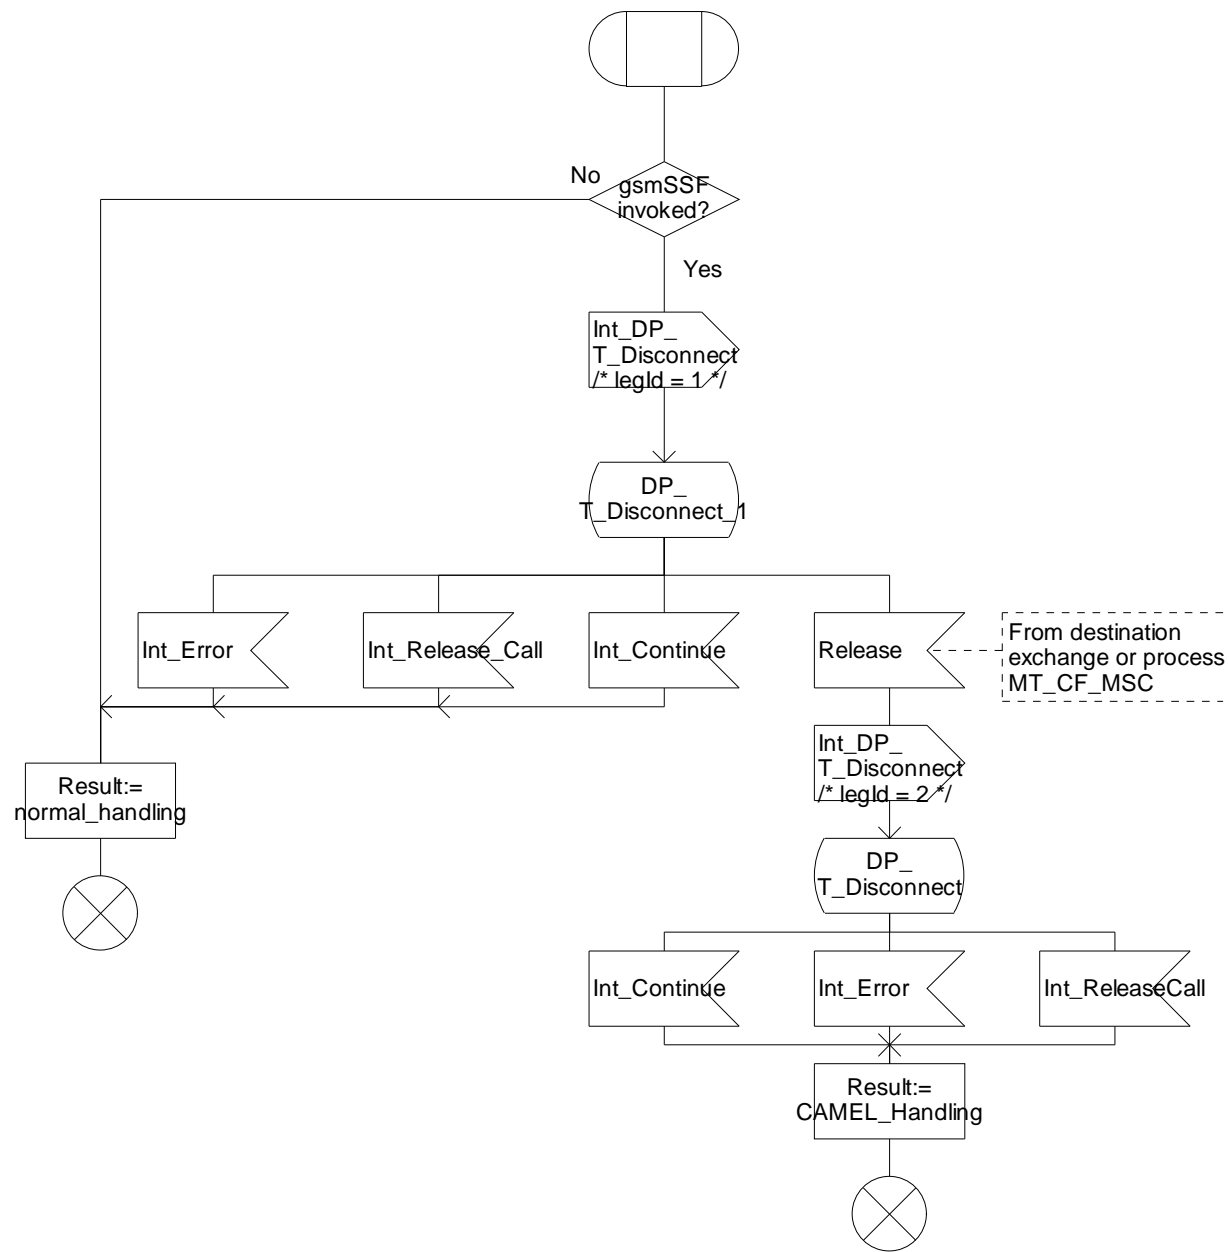 No
gsmSSF
invoked?
Yes
Int_DP_
T_Disconnect
/* legId = 1 */
DP_
T_Disconnect_1
Int_Error
Int_Release_Call
Int_Continue
Release
From destination
exchange or process
MT_CF_MSC
Int_DP_
T_Disconnect
/* legId = 2 */
Result:=
normal_handling
DP_
T_Disconnect
Int_Continue
Int_Error
Int_ReleaseCall
Result:=
CAMEL_Handling